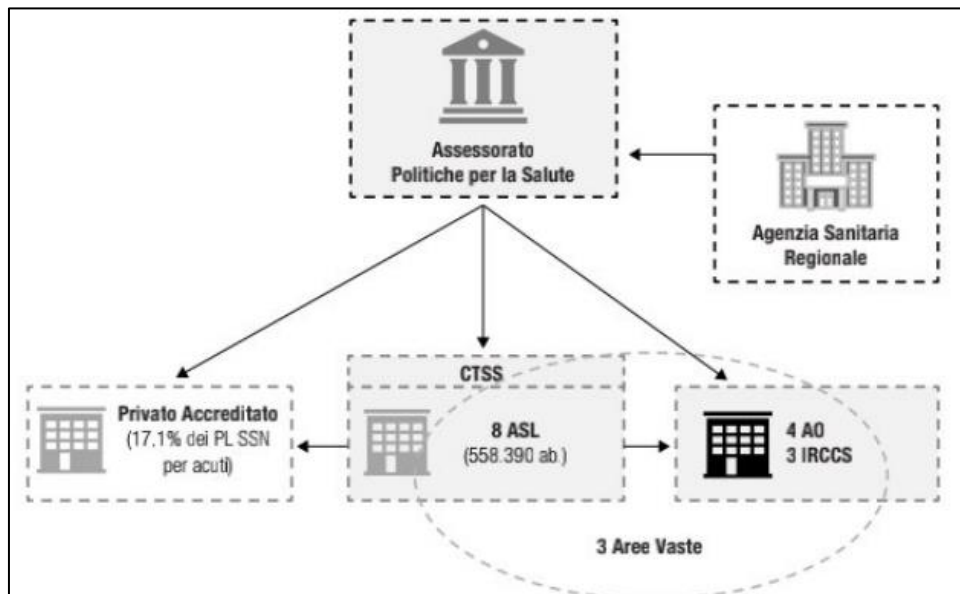 Assessorato
Politiche per la Salute
Agenzia Sanitaria
Regionale
Privato Accreditato
(17.1% dei PL SSN
per acuti)
CTSS
8 ASL
(558.390 ab.)
4 AO
3 IRCCS
3 Aree Vaste